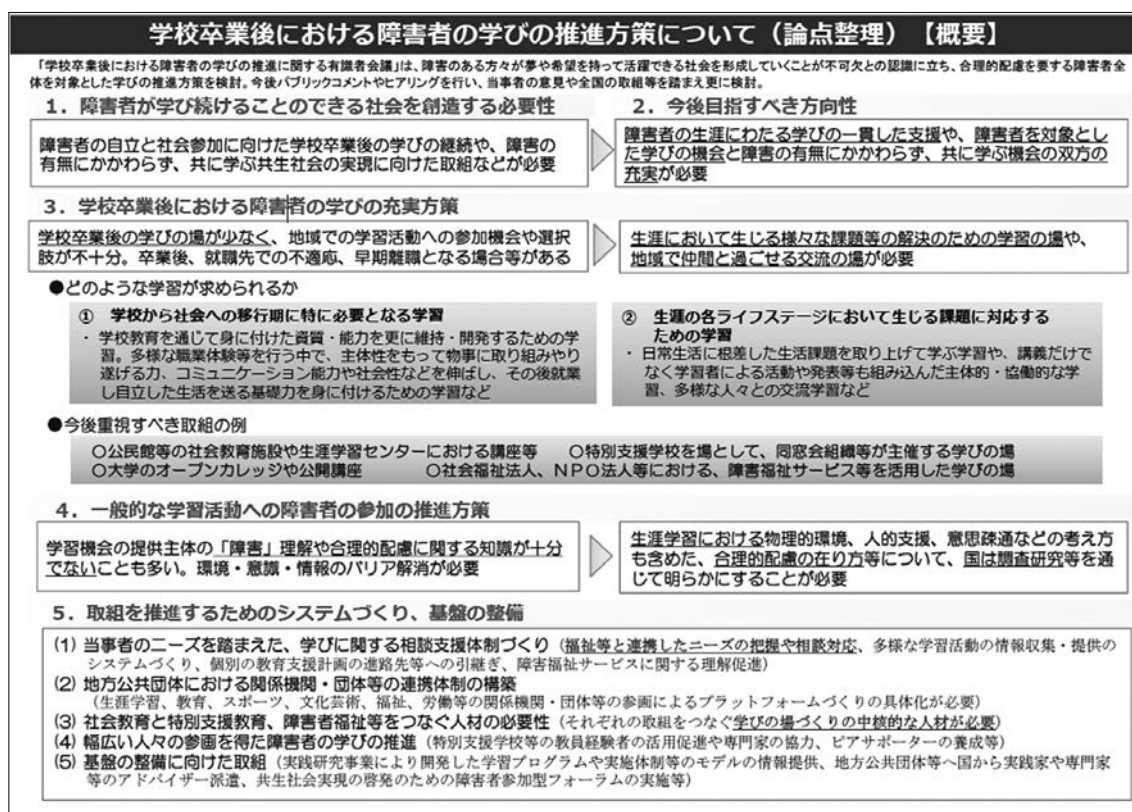 学校卒業後における障害者の学びの推進方策について（論点整理）【概要】
「学校卒業後における障害者の学びの推進に関する有識者会議」は、障害のある方々が夢や希望を持って活躍できる社会を形成していくことが不可欠との認識に立ち、合理的配慮を要する障害者全
体を対象とした学びの推進方策を検討。今後パブリックコメントやヒアリングを行い、当事者の意見や全国の取組等を踏まえ更に検討。
１．障害者が学び続けることのできる社会を創造する必要性
障害者の自立と社会参加に向けた学校卒業後の学びの継続や、障害の
有無にかかわらず、共に学ぶ共生社会の実現に向けた取組などが必要
２．今後目指すべき方向性
障害者の生涯にわたる学びの一貫した支援や、障害者を対象とし
た学びの機会と障害の有無にかかわらず、共に学ぶ機会の双方の
充実が必要
３．学校卒業後における障害者の学びの充実方策
学校卒業後の学びの場が少なく、地域での学習活動への参加機会や選択
肢が不十分。卒業後、就職先での不適応、早期離職となる場合等がある
生涯において生じる様々な課題等の解決のための学習の場や、
地域で仲間と過ごせる交流の場が必要
●どのような学習が求められるか
① 学校から社会への移行期に特に必要となる学習
・ 学校教育を通じて身に付けた資質・能力を更に維持・開発するための学
習。多様な職業体験等を行う中で、主体性をもって物事に取り組みやり
遂げる力、コミュニケーション能力や社会性などを伸ばし、その後就業
し自立した生活を送る基礎力を身に付けるための学習など
② 生涯の各ライフステージにおいて生じる課題に対応する
ための学習
・ 日常生活に根差した生活課題を取り上げて学ぶ学習や、講義だけで
なく学習者による活動や発表等も組み込んだ主体的・協働的な学
習、多様な人々との交流学習など
●今後重視すべき取組の例
○公民館等の社会教育施設や生涯学習センターにおける講座等 ○特別支援学校を場として、同窓会組織等が主催する学びの場
○大学のオープンカレッジや公開講座 ○社会福祉法人、ＮＰＯ法人等における、障害福祉サービス等を活用した学びの場
４．一般的な学習活動への障害者の参加の推進方策
学習機会の提供主体の「障害」理解や合理的配慮に関する知識が十分
でないことも多い。環境・意識・情報のバリア解消が必要
生涯学習における物理的環境、人的支援、意思疎通などの考え方
も含めた、合理的配慮の在り方等について、国は調査研究等を通
じて明らかにすることが必要
５．取組を推進するためのシステムづくり、基盤の整備
(1) 当事者のニーズを踏まえた、学びに関する相談支援体制づくり（福祉等と連携したニーズの把握や相談対応、多様な学習活動の情報収集・提供の
システムづくり、個別の教育支援計画の進路先等への引継ぎ、障害福祉サービスに関する理解促進）
(2) 地方公共団体における関係機関・団体等の連携体制の構築
（生涯学習、教育、スポーツ、文化芸術、福祉、労働等の関係機関・団体等の参画によるプラットフォームづくりの具体化が必要）
(3) 社会教育と特別支援教育、障害者福祉等をつなぐ人材の必要性（それぞれの取組をつなぐ学びの場づくりの中核的な人材が必要）
(4) 幅広い人々の参画を得た障害者の学びの推進（特別支援学校等の教員経験者の活用促進や専門家の協力、ピアサポーターの養成等）
(5) 基盤の整備に向けた取組（実践研究事業により開発した学習プログラムや実施体制等のモデルの情報提供、地方公共団体等へ国から実践家や専門家
等のアドバイザー派遣、共生社会実現の啓発のための障害者参加型フォーラムの実施等）